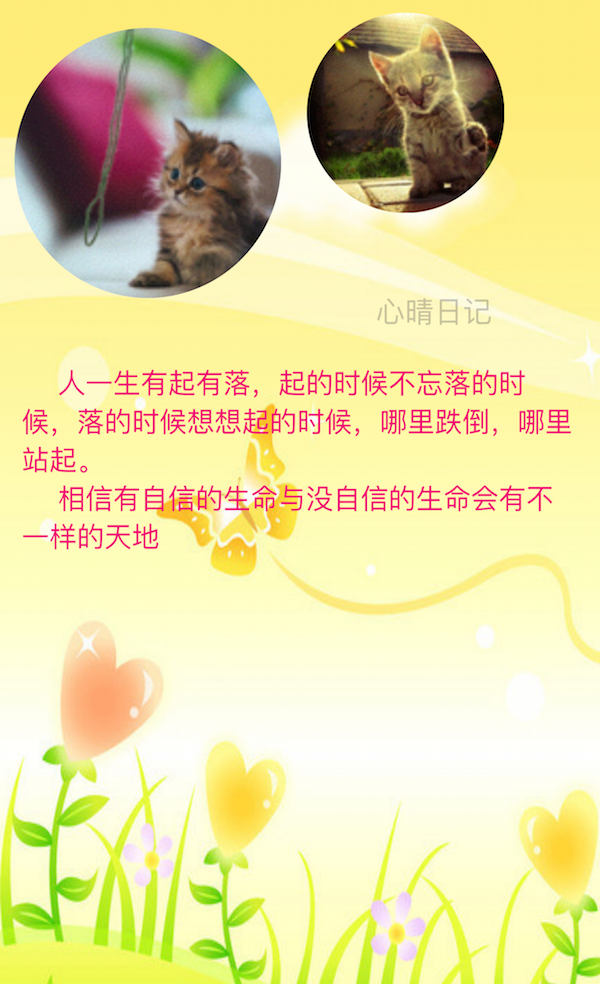 心晴日记
人一生有起有落，起的时候不忘落的时
候，落的时候想想起的时候，哪里跌倒，哪里
站起。
相信有自信的生命与没自信的生命会有不
一样的天地